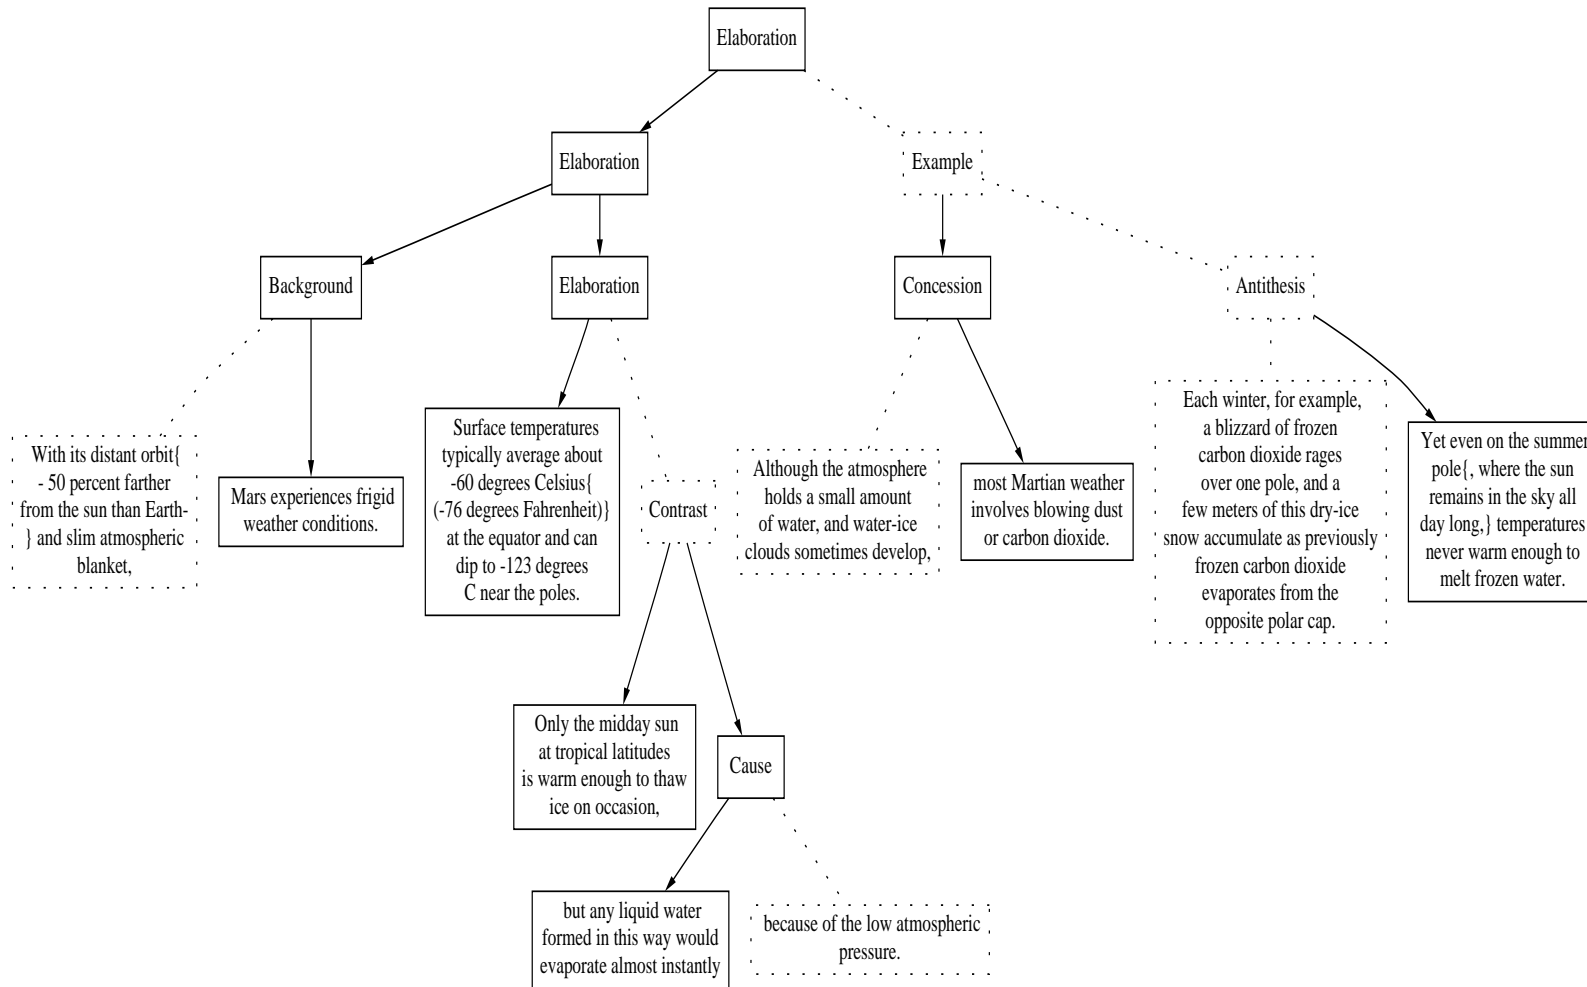 Elaboration
Elaboration
Example
Background
Elaboration
Concession
Antithesis
With its distant orbit{
- 50 percent farther
from the sun than Earth-
} and slim atmospheric
blanket,
Mars experiences frigid
weather conditions.
Surface temperatures
typically average about
-60 degrees Celsius{
(-76 degrees Fahrenheit)}
at the equator and can
dip to -123 degrees
C near the poles.
Contrast
Although the atmosphere
holds a small amount
of water, and water-ice
clouds sometimes develop,
most Martian weather
involves blowing dust
or carbon dioxide.
Each winter, for example,
a blizzard of frozen
carbon dioxide rages
over one pole, and a
few meters of this dry-ice
snow accumulate as previously
frozen carbon dioxide
evaporates from the
opposite polar cap.
Yet even on the summer
pole{, where the sun
remains in the sky all
day long,} temperatures
never warm enough to
melt frozen water.
Only the midday sun
at tropical latitudes
is warm enough to thaw
ice on occasion,
Cause
but any liquid water
formed in this way would
evaporate almost instantly
because of the low atmospheric
pressure.